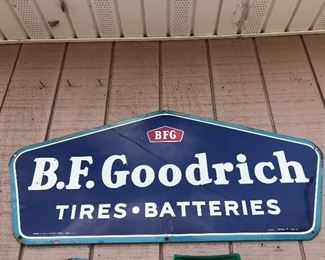 BFG
B.F. Goodrich
TIRES • BATTERIES